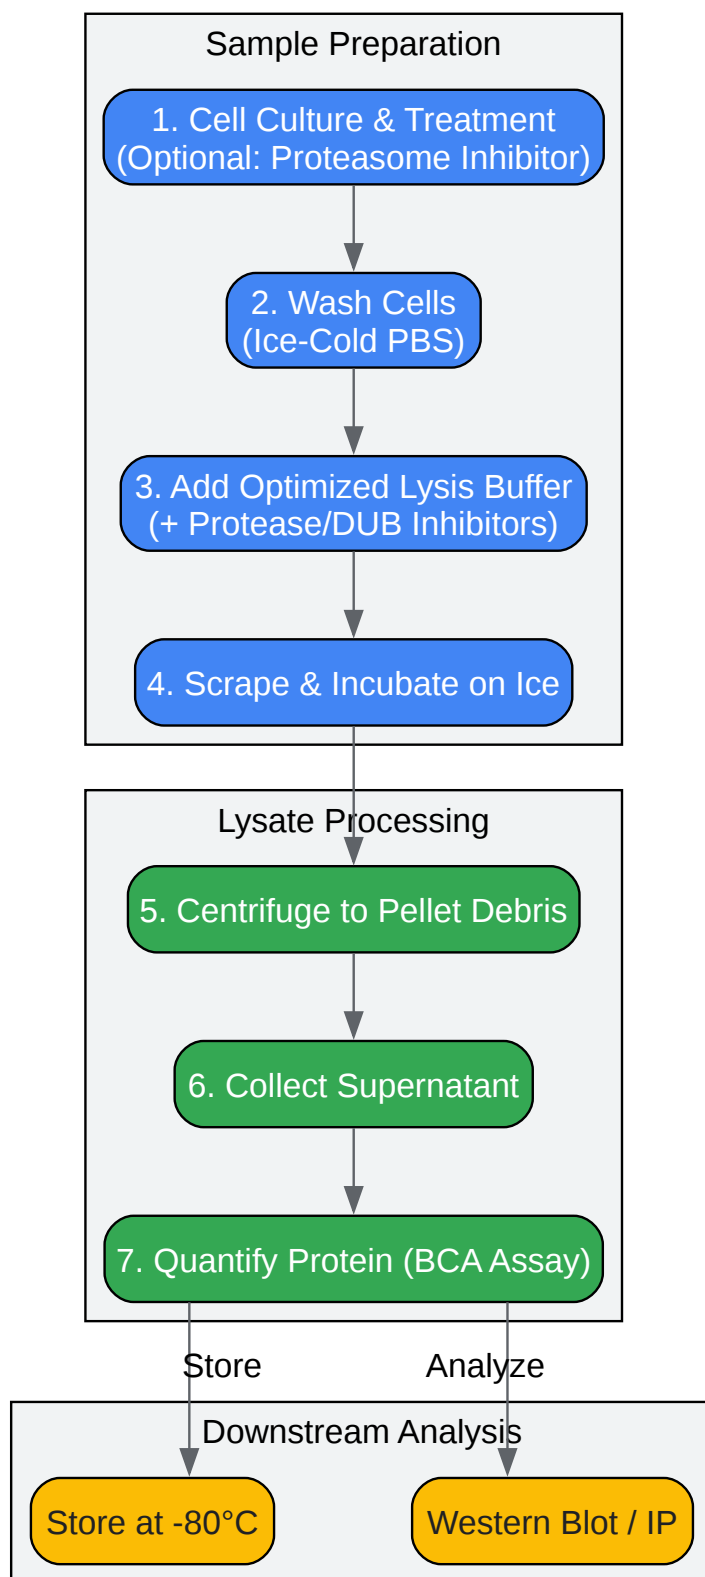 Sample Preparation
1. Cell Culture & Treatment
(Optional: Proteasome Inhibitor)
2. Wash Cells
(Ice-Cold PBS)
3. Add Optimized Lysis Buffer
(+ Protease/DUB Inhibitors)
4. Scrape & Incubate on Ice
Lysate Processing
5. Centrifuge to Pellet Debris
6. Collect Supernatant
7. Quantify Protein (BCA Assay)
Store
Analyze
Downstream Analysis
Store at -80°C
Western Blot / IP